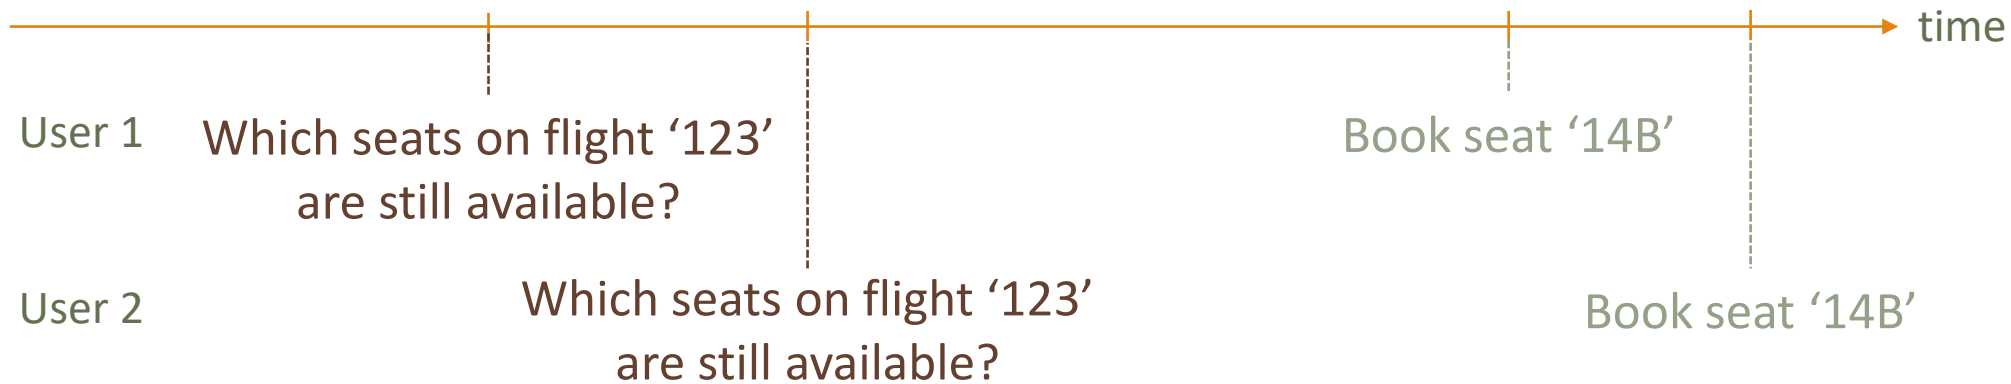 time
User 1
Which seats on flight ‘123’
are still available?
Book seat ‘14B’
User 2
Which seats on flight ‘123’
are still available?
Book seat ‘14B’